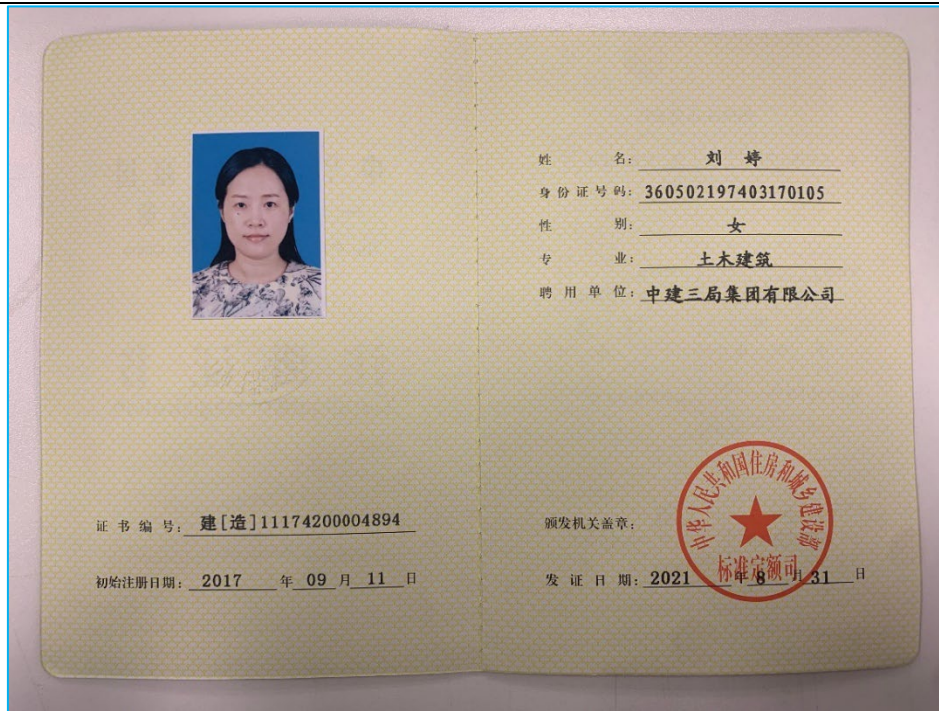 姓 名：刘 婷
身份证号码：360502197403170105
性 别：女
专 业：土木建筑
聘用单位：中建三局集团有限公司
证书编号：建[造]11174200004894
初始注册日期：2017 年 09 月 11 日
颁发机关盖章：
中华人民共和国住房和城乡建设部
标准定额司
发证日期：2021 年 8 月 31 日